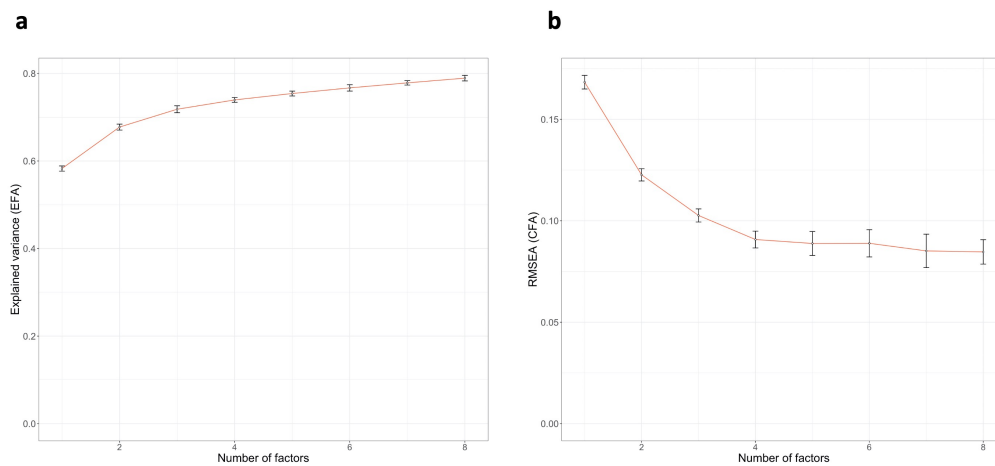 a
0.8
0.6
0.4
0.2
0.0
Explained variance (EFA)
2 4 6 8
Number of factors
b
0.15
0.10
0.05
0.00
RMSEA (CFA)
2 4 6 8
Number of factors